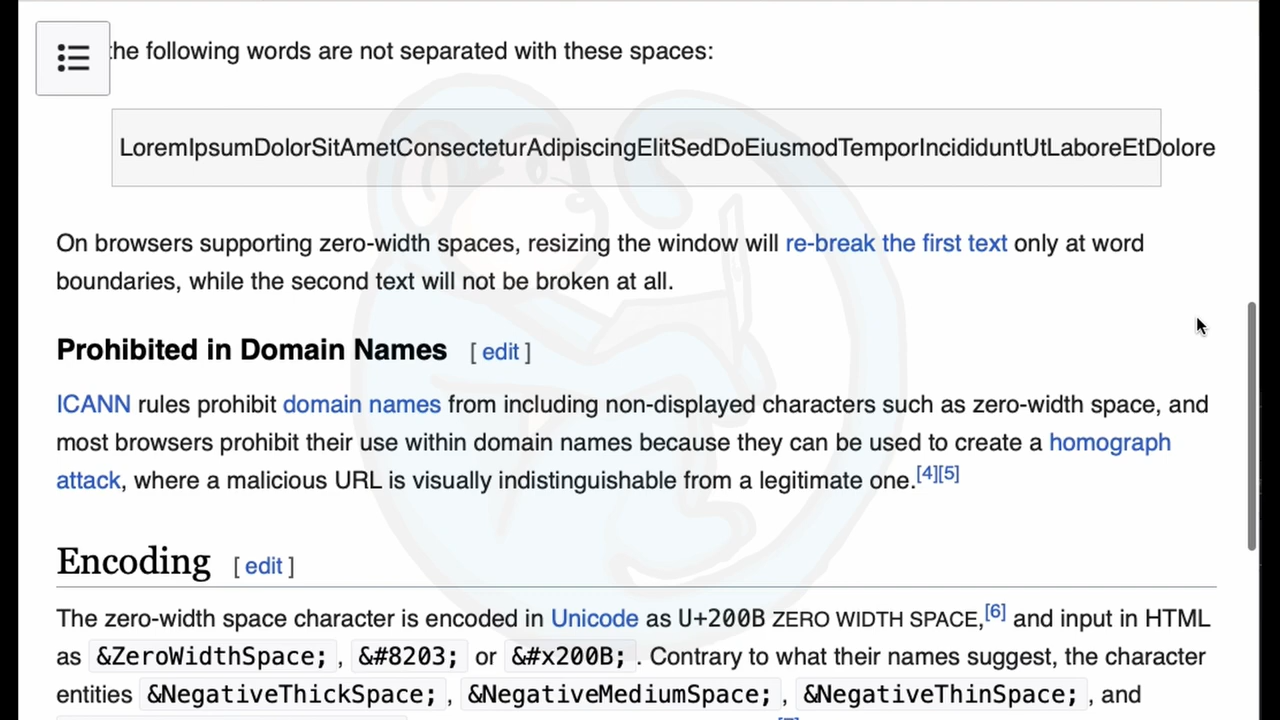 the following words are not separated with these spaces:
LoremIpsumDolorSitAmetConsecteturAdipiscingElitSedDoEiusmodTemporIncididuntUtLaboreEtDolore
On browsers supporting zero-width spaces, resizing the window will re-break the first text only at word
boundaries, while the second text will not be broken at all.
Prohibited in Domain Names [ edit ]
ICANN rules prohibit domain names from including non-displayed characters such as zero-width space, and
most browsers prohibit their use within domain names because they can be used to create a homograph
attack, where a malicious URL is visually indistinguishable from a legitimate one.[4][5]
Encoding [ edit ]
The zero-width space character is encoded in Unicode as U+200B ZERO WIDTH SPACE,[6] and input in HTML
as &ZeroWidthSpace; , &#8203; or &#x200B; . Contrary to what their names suggest, the character
entities &NegativeThickSpace; , &NegativeMediumSpace; , &NegativeThinSpace; , and